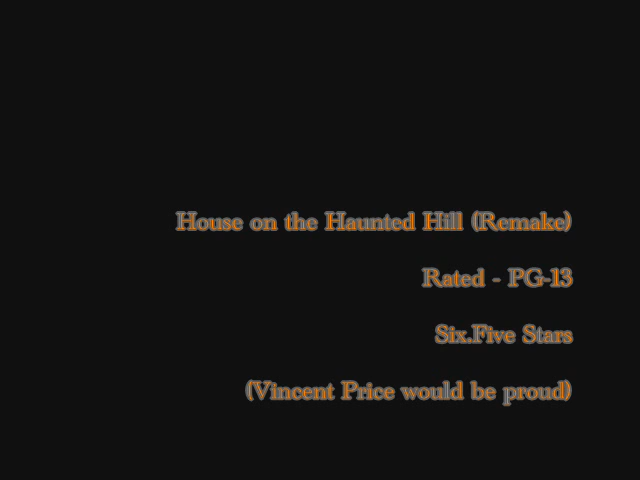 House on the Haunted Hill (Remake)
Rated - PG-13
Six.Five Stars
(Vincent Price would be proud)